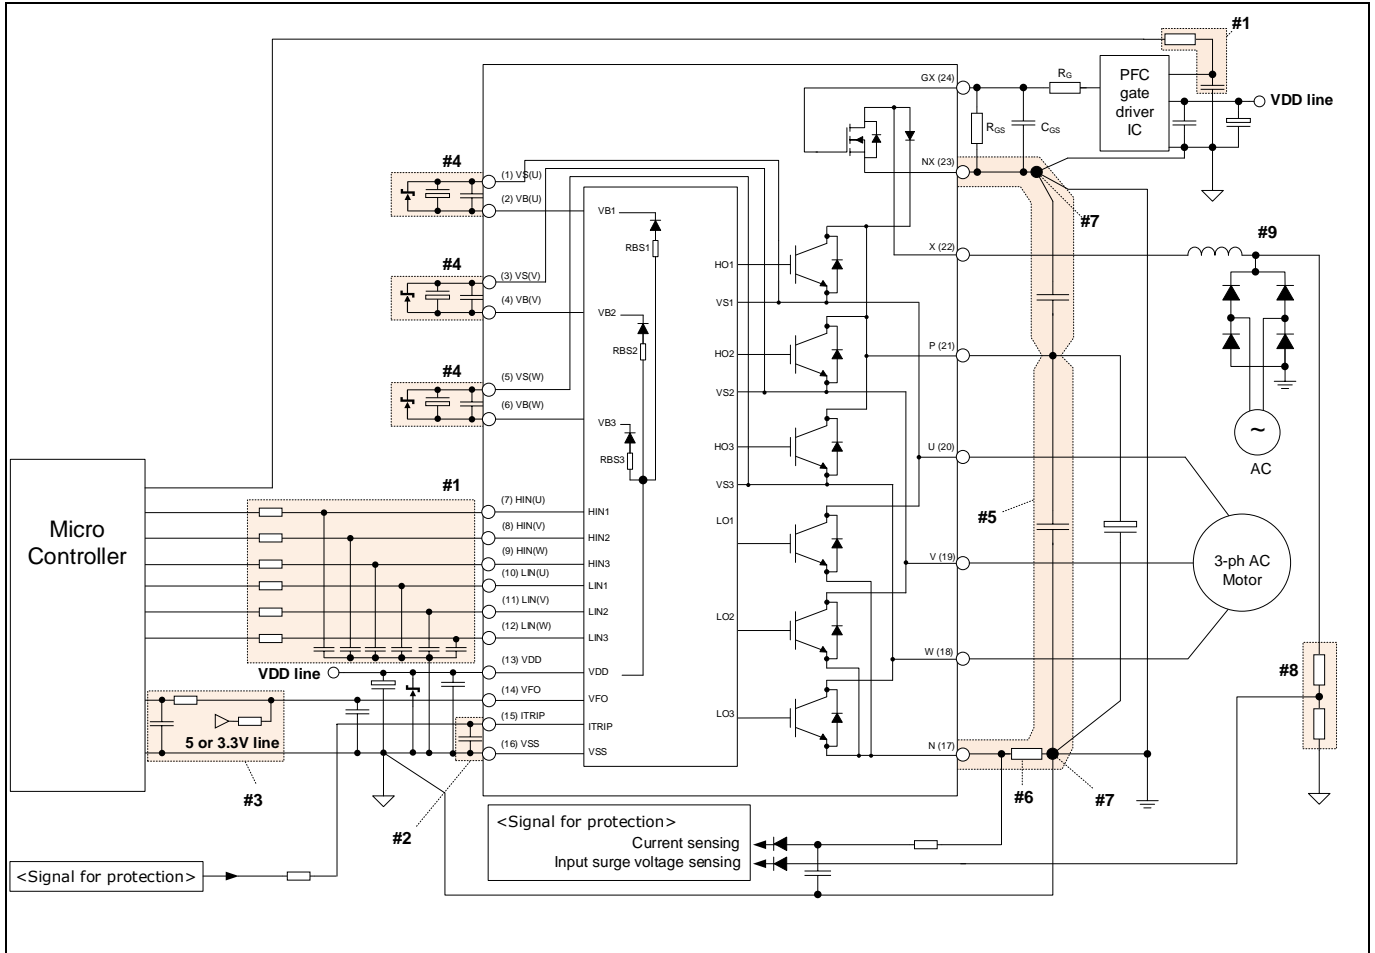 #1
GX (24)
RG
PFC
gate
driver
IC
VDD line
RGS
CGS
#4
(1) VS(U)
NX (23)
(2) VB(U)
VB1
#7
RBS1
#9
X (22)
#4
HO1
(3) VS(V)
(4) VB(V)
VS1
VB2
RBS2
HO2
P (21)
#4
(5) VS(W)
VS2
(6) VB(W)
VB3
~
RBS3
HO3
U (20)
AC
#1
VS3
(7) HIN(U)
HIN1
LO1
#5
Micro
Controller
(8) HIN(V)
HIN2
(9) HIN(W)
HIN3
V (19)
3-ph AC
Motor
(10) LIN(U)
LIN1
(11) LIN(V)
LIN2
LO2
(12) LIN(W)
LIN3
W (18)
VDD line
(13) VDD
VDD
#8
(14) VFO
VFO
(15) ITRIP
ITRIP
LO3
5 or 3.3V line
(16) VSS
VSS
N (17)
#3
#6
#7
#2
<Signal for protection>
Current sensing
Input surge voltage sensing
<Signal for protection>